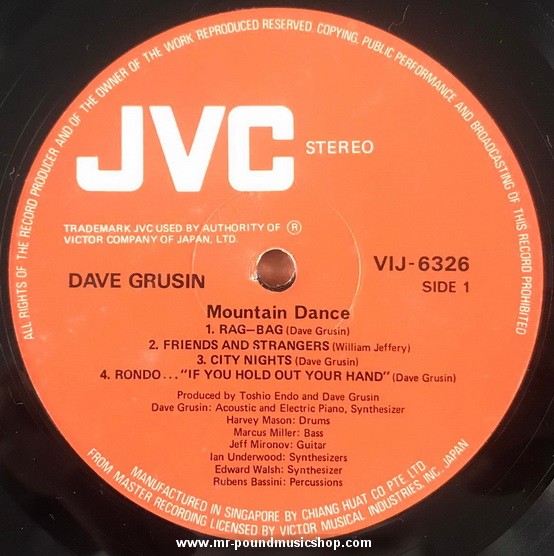 ALL RIGHTS OF THE RECORD PRODUCER AND OF THE OWNER OF THE WORK REPRODUCED RESERVED COPYING, PUBLIC PERFORMANCE AND BROADCASTING OF THIS RECORD PROHIBITED
JVC STEREO
TRADEMARK JVC USED BY AUTHORITY OF ®
VICTOR COMPANY OF JAPAN, LTD.
DAVE GRUSIN
VIJ-6326
SIDE 1
Mountain Dance
1. RAG–BAG (Dave Grusin)
2. FRIENDS AND STRANGERS (William Jeffery)
3. CITY NIGHTS (Dave Grusin)
4. RONDO... "IF YOU HOLD OUT YOUR HAND" (Dave Grusin)
Produced by Toshio Endo and Dave Grusin
Dave Grusin: Acoustic and Electric Piano, Synthesizer
Harvey Mason: Drums
Marcus Miller: Bass
Jeff Mironov: Guitar
Ian Underwood: Synthesizers
Edward Walsh: Synthesizer
Rubens Bassini: Percussions
MANUFACTURED IN SINGAPORE BY CHIANG HUAT CO PTE LTD
FROM MASTER RECORDING LICENSED BY VICTOR MUSICAL INDUSTRIES, INC., JAPAN
www.mr-poundmusicshop.com